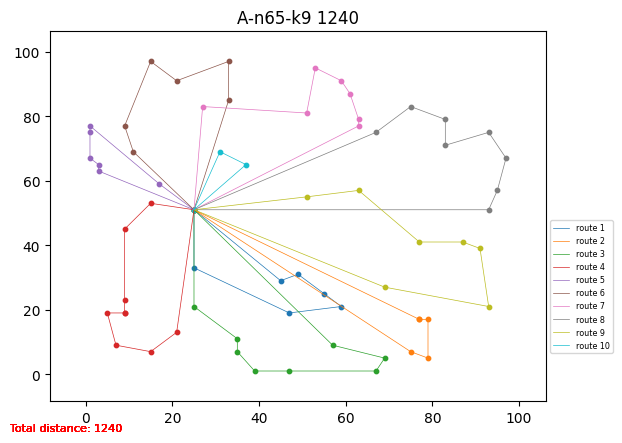 A-n65-k9 1240
100
80
60
40
20
0
0 20 40 60 80 100
route 1
route 2
route 3
route 4
route 5
route 6
route 7
route 8
route 9
route 10
Total distance: 1240